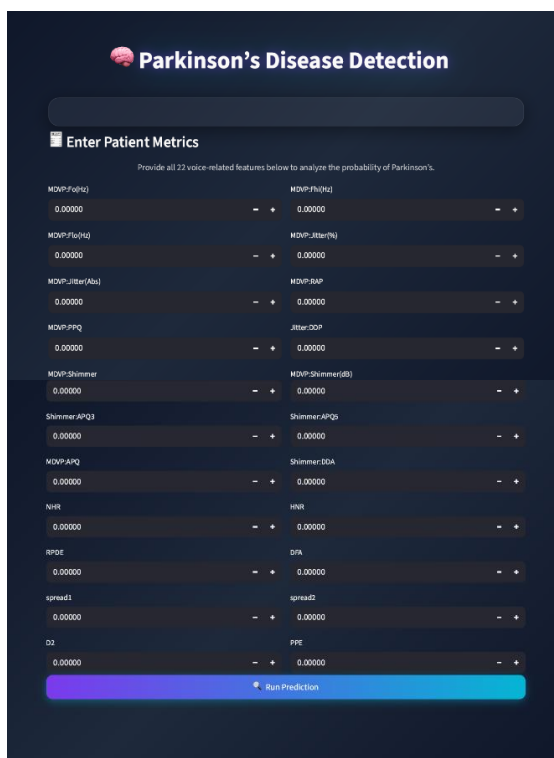 Parkinson's Disease Detection
Enter Patient Metrics
Provide all 22 voice-related features below to analyze the probability of Parkinson's.
MDVP:Fo(Hz) MDVP:Fhi(Hz)
0.00000 − + 0.00000 − +
MDVP:Flo(Hz) MDVP:Jitter(%)
0.00000 − + 0.00000 − +
MDVP:Jitter(Abs) MDVP:RAP
0.00000 − + 0.00000 − +
MDVP:PPQ Jitter:DDP
0.00000 − + 0.00000 − +
MDVP:Shimmer MDVP:Shimmer(dB)
0.00000 − + 0.00000 − +
Shimmer:APQ3 Shimmer:APQ5
0.00000 − + 0.00000 − +
MDVP:APQ Shimmer:DDA
0.00000 − + 0.00000 − +
NHR HNR
0.00000 − + 0.00000 − +
RPDE DFA
0.00000 − + 0.00000 − +
spread1 spread2
0.00000 − + 0.00000 − +
D2 PPE
0.00000 − + 0.00000 − +
Run Prediction